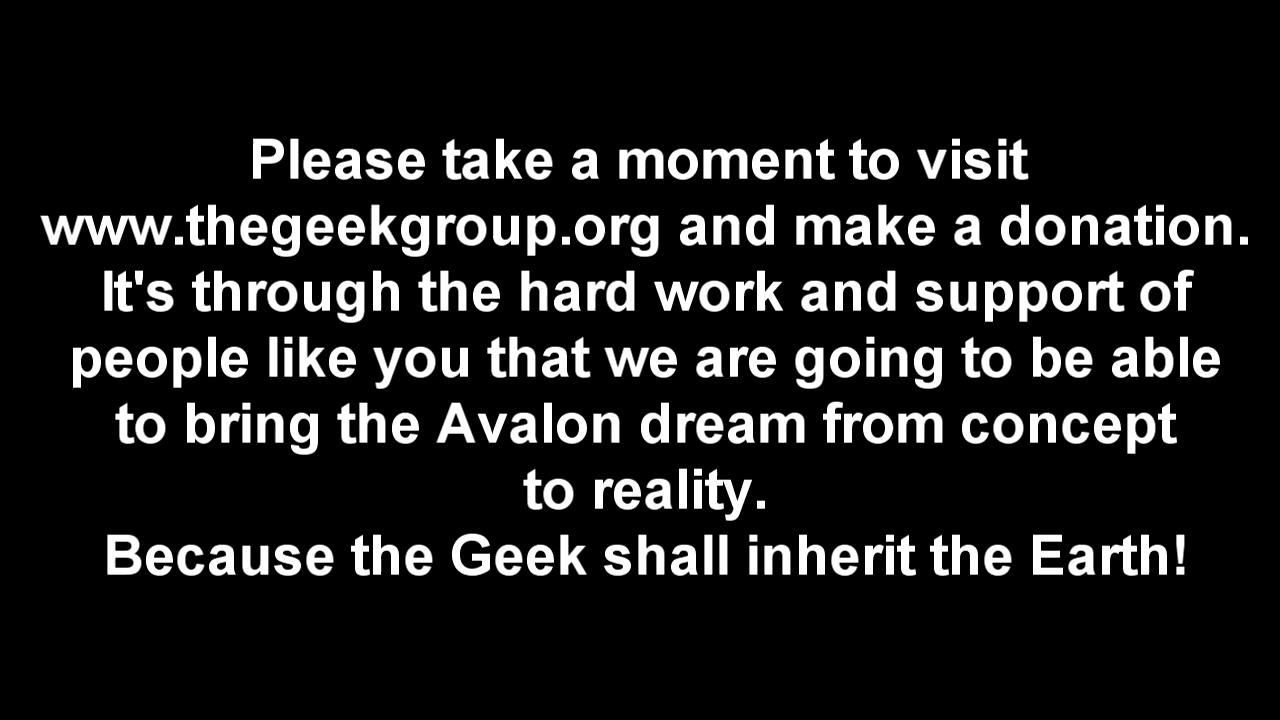 Please take a moment to visit
www.thegeekgroup.org and make a donation.
It's through the hard work and support of
people like you that we are going to be able
to bring the Avalon dream from concept
to reality.
Because the Geek shall inherit the Earth!